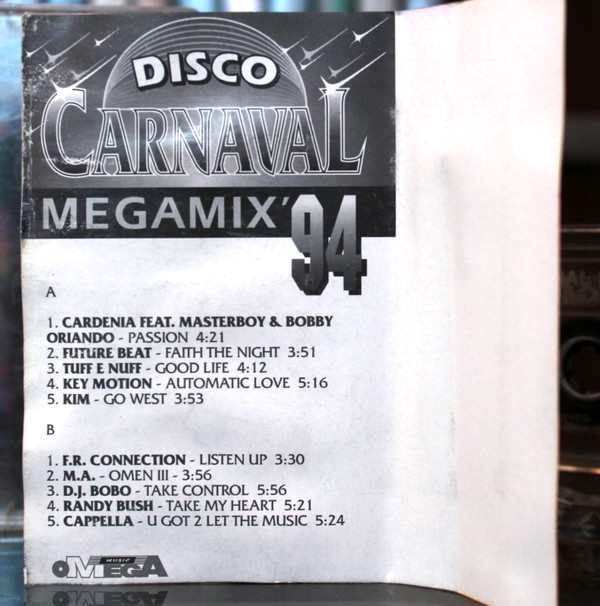 DISCO
CARNAVAL
MEGAMIX'94
A
1. CARDENIA FEAT. MASTERBOY & BOBBY
ORIANDO - PASSION 4:21
2. FUTURE BEAT - FAITH THE NIGHT 3:51
3. TUFF E NUFF - GOOD LIFE 4:12
4. KEY MOTION - AUTOMATIC LOVE 5:16
5. KIM - GO WEST 3:53
B
1. F.R. CONNECTION - LISTEN UP 3:30
2. M.A. - OMEN III - 3:56
3. D.J. BOBO - TAKE CONTROL 5:56
4. RANDY BUSH - TAKE MY HEART 5:21
5. CAPPELLA - U GOT 2 LET THE MUSIC 5:24
MUSIC
OMEGA